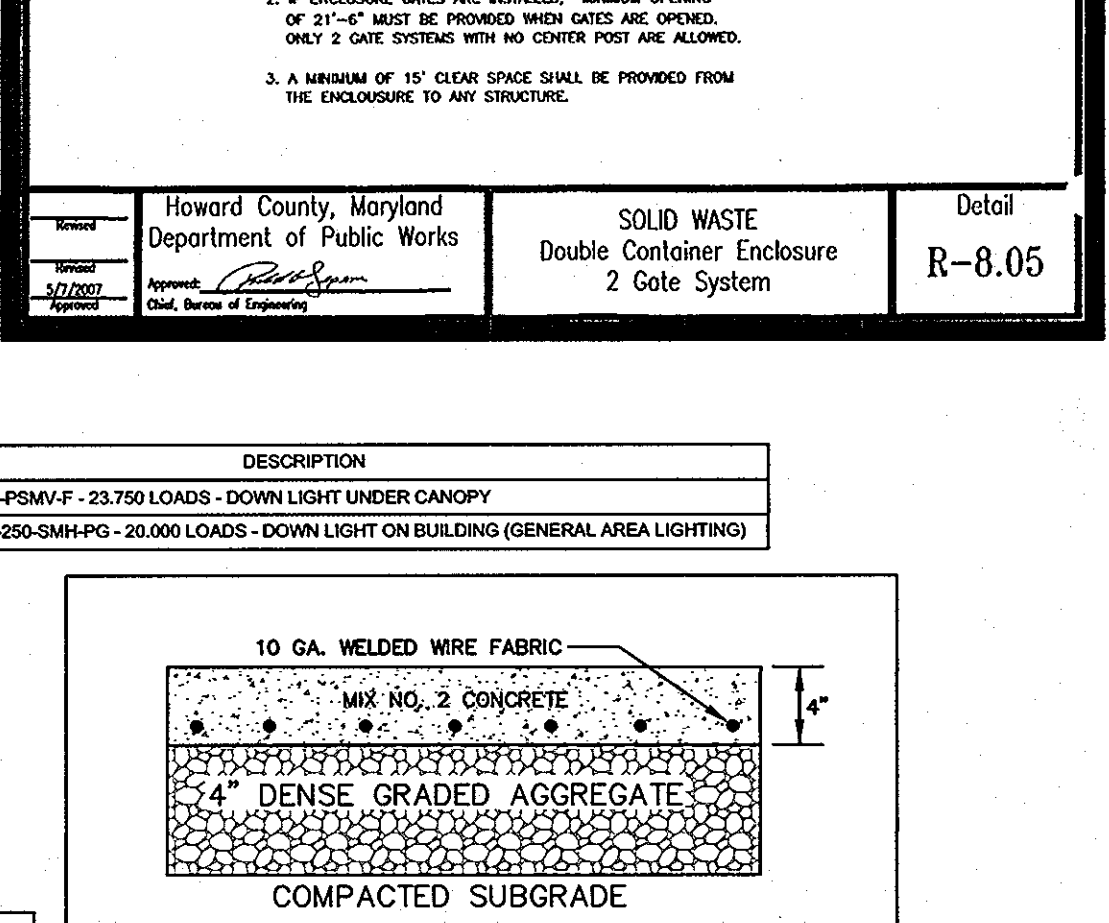 OF 21'-6" MUST BE PROVIDED WHEN GATES ARE OPENED.
ONLY 2 GATE SYSTEMS WITH NO CENTER POST ARE ALLOWED.
3. A MINIMUM OF 15' CLEAR SPACE SHALL BE PROVIDED FROM
THE ENCLOUSURE TO ANY STRUCTURE.
Revised
Revised
5/7/2007
Approved
Howard County, Maryland
Department of Public Works
Approved:
Chief, Bureau of Engineering
SOLID WASTE
Double Container Enclosure
2 Gate System
Detail
R-8.05
DESCRIPTION
-PSMV-F - 23.750 LOADS - DOWN LIGHT UNDER CANOPY
-250-SMH-PG - 20.000 LOADS - DOWN LIGHT ON BUILDING (GENERAL AREA LIGHTING)
10 GA. WELDED WIRE FABRIC
MIX NO. 2 CONCRETE
4"
4" DENSE GRADED AGGREGATE
COMPACTED SUBGRADE